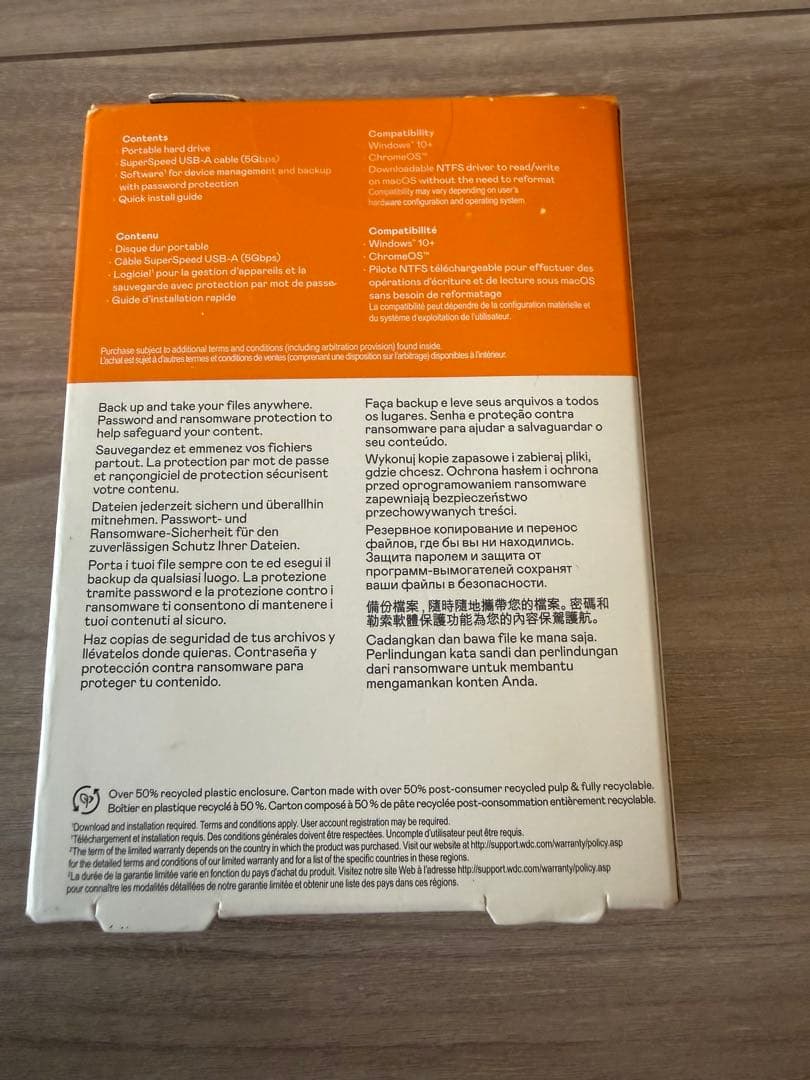 Contents
· Portable hard drive
· SuperSpeed USB-A cable (5Gbps)
· Software¹ for device management and backup
with password protection
· Quick install guide
Compatibility
Windows® 10+
ChromeOS™
Downloadable NTFS driver to read/write
on macOS without the need to reformat
Compatibility may vary depending on user's
hardware configuration and operating system
Contenu
· Disque dur portable
· Câble SuperSpeed USB-A (5Gbps)
· Logiciel¹ pour la gestion d'appareils et la
sauvegarde avec protection par mot de passe
· Guide d'installation rapide
Compatibilité
· Windows® 10+
· ChromeOS™
· Pilote NTFS téléchargeable pour effectuer des
opérations d'écriture et de lecture sous macOS
sans besoin de reformatage
La compatibilité peut dépendre de la configuration matérielle et
du système d'exploitation de l'utilisateur.
Purchase subject to additional terms and conditions (including arbitration provision) found inside.
L'achat est sujet à d'autres termes et conditions de ventes (comprenant une disposition sur l'arbitrage) disponibles à l'intérieur.
Back up and take your files anywhere.
Password and ransomware protection to
help safeguard your content.
Sauvegardez et emmenez vos fichiers
partout. La protection par mot de passe
et rançongiciel de protection sécurisent
votre contenu.
Dateien jederzeit sichern und überallhin
mitnehmen. Passwort- und
Ransomware-Sicherheit für den
zuverlässigen Schutz Ihrer Dateien.
Porta i tuoi file sempre con te ed esegui il
backup da qualsiasi luogo. La protezione
tramite password e la protezione contro i
ransomware ti consentono di mantenere i
tuoi contenuti al sicuro.
Haz copias de seguridad de tus archivos y
llévatelos donde quieras. Contraseña y
protección contra ransomware para
proteger tu contenido.
Faça backup e leve seus arquivos a todos
os lugares. Senha e proteção contra
ransomware para ajudar a salvaguardar o
seu conteúdo.
Wykonuj kopie zapasowe i zabieraj pliki,
gdzie chcesz. Ochrona hasłem i ochrona
przed oprogramowaniem ransomware
zapewniają bezpieczeństwo
przechowywanych treści.
Резервное копирование и перенос
файлов, где бы вы ни находились.
Защита паролем и защита от
программ-вымогателей сохранят
ваши файлы в безопасности.
備份檔案，隨時隨地攜帶您的檔案。密碼和
勒索軟體保護功能為您的內容保駕護航。
Cadangkan dan bawa file ke mana saja.
Perlindungan kata sandi dan perlindungan
dari ransomware untuk membantu
mengamankan konten Anda.
Over 50% recycled plastic enclosure. Carton made with over 50% post-consumer recycled pulp & fully recyclable.
Boîtier en plastique recyclé à 50 %. Carton composé à 50 % de pâte recyclée post-consommation entièrement recyclable.
¹Download and installation required. Terms and conditions apply. User account registration may be required.
¹Téléchargement et installation requis. Des conditions générales doivent être respectées. Un compte d'utilisateur peut être requis.
²The term of the limited warranty depends on the country in which the product was purchased. Visit our website at http://support.wdc.com/warranty/policy.asp
for the detailed terms and conditions of our limited warranty and for a list of the specific countries in these regions.
²La durée de la garantie limitée varie en fonction du pays d'achat du produit. Visitez notre site Web à l'adresse http://support.wdc.com/warranty/policy.asp
pour connaître les modalités détaillées de notre garantie limitée et obtenir une liste des pays dans ces régions.